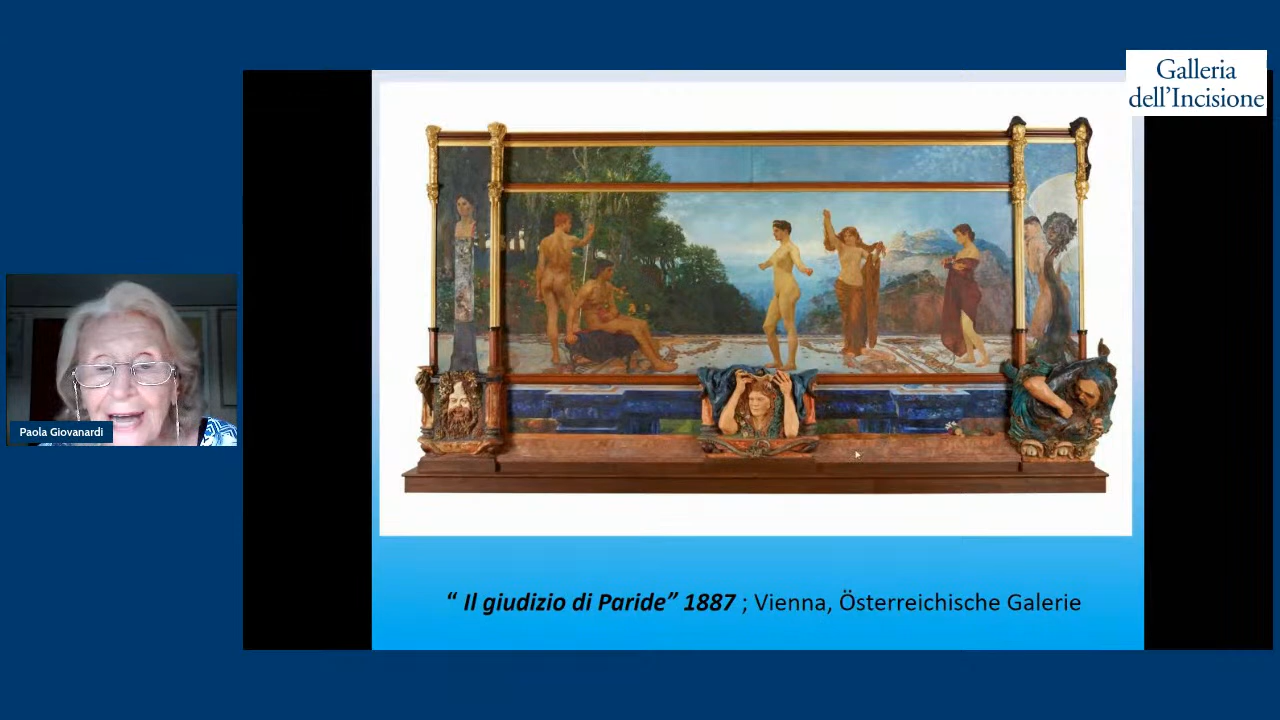 Galleria
dell'Incisione
Paola Giovanardi
“ Il giudizio di Paride” 1887 ; Vienna, Österreichische Galerie